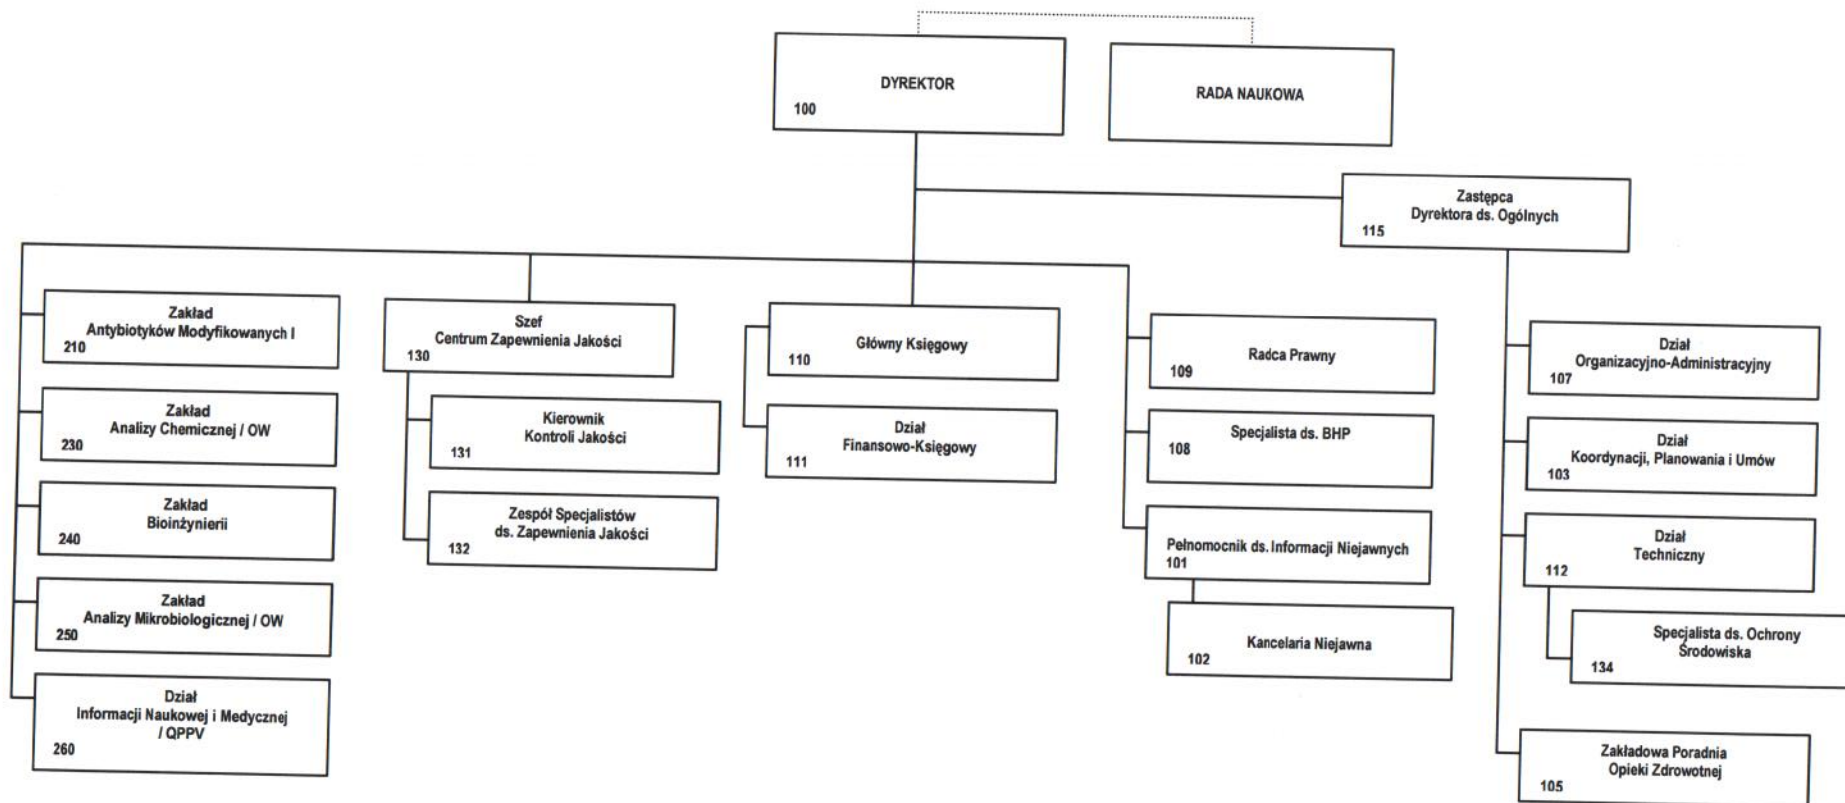 DYREKTOR
100
RADA NAUKOWA
Zastępca
Dyrektora ds. Ogólnych
115
Zakład
Antybiotyków Modyfikowanych I
210
Zakład
Analizy Chemicznej / OW
230
Zakład
Bioinżynierii
240
Zakład
Analizy Mikrobiologicznej / OW
250
Dział
Informacji Naukowej i Medycznej
/ QPPV
260
Szef
Centrum Zapewnienia Jakości
130
Kierownik
Kontroli Jakości
131
Zespół Specjalistów
ds. Zapewnienia Jakości
132
Główny Księgowy
110
Dział
Finansowo-Księgowy
111
Radca Prawny
109
Specjalista ds. BHP
108
Pełnomocnik ds. Informacji Niejawnych
101
Kancelaria Niejawna
102
Dział
Organizacyjno-Administracyjny
107
Dział
Koordynacji, Planowania i Umów
103
Dział
Techniczny
112
Specjalista ds. Ochrony
Środowiska
134
Zakładowa Poradnia
Opieki Zdrowotnej
105